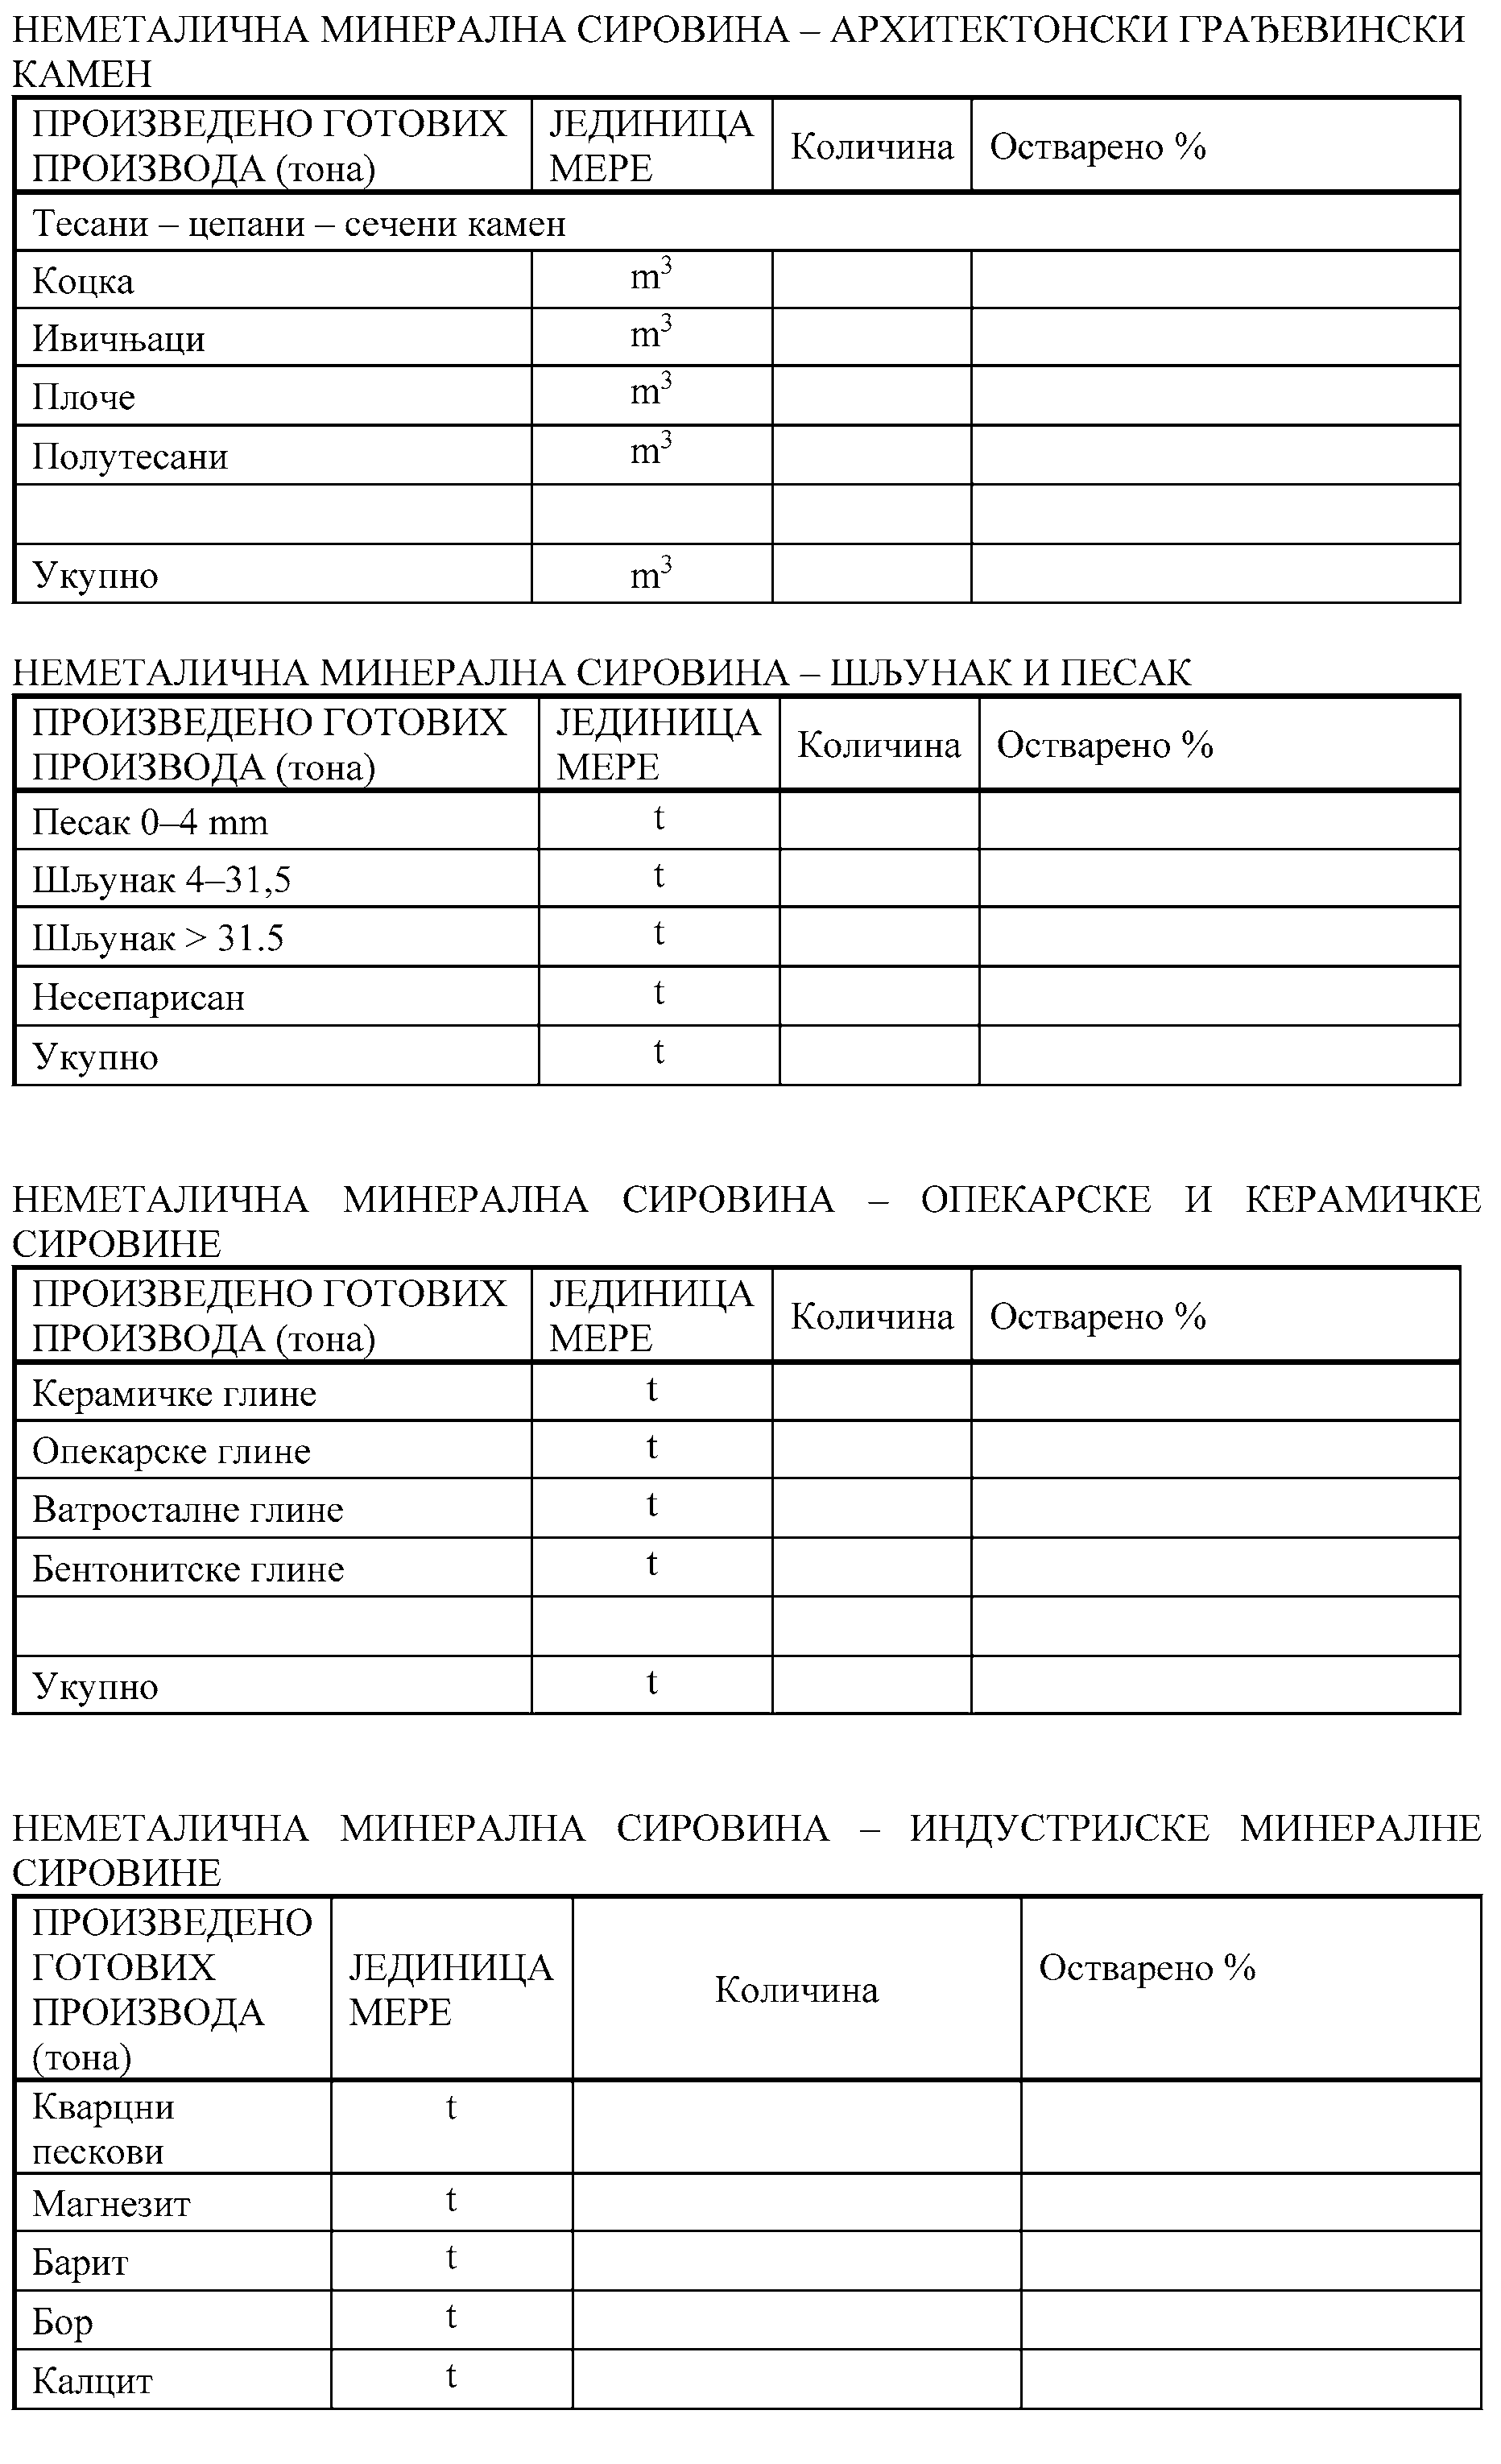 НЕМЕТАЛИЧНА МИНЕРАЛНА СИРОВИНА – АРХИТЕКТОНСКИ ГРАЂЕВИНСКИ
КАМЕН
ПРОИЗВЕДЕНО ГОТОВИХ ПРОИЗВОДА (тона) ЈЕДИНИЦА МЕРЕ Количина Остварено %
Тесани – цепани – сечени камен
Коцка m³
Ивичњаци m³
Плоче m³
Полутесани m³
Укупно m³
НЕМЕТАЛИЧНА МИНЕРАЛНА СИРОВИНА – ШЉУНАК И ПЕСАК
ПРОИЗВЕДЕНО ГОТОВИХ ПРОИЗВОДА (тона) ЈЕДИНИЦА МЕРЕ Количина Остварено %
Песак 0–4 mm t
Шљунак 4–31,5 t
Шљунак > 31.5 t
Несепарисан t
Укупно t
НЕМЕТАЛИЧНА МИНЕРАЛНА СИРОВИНА – ОПЕКАРСКЕ И КЕРАМИЧКЕ
СИРОВИНЕ
ПРОИЗВЕДЕНО ГОТОВИХ ПРОИЗВОДА (тона) ЈЕДИНИЦА МЕРЕ Количина Остварено %
Керамичке глине t
Опекарске глине t
Ватросталне глине t
Бентонитске глине t
Укупно t
НЕМЕТАЛИЧНА МИНЕРАЛНА СИРОВИНА – ИНДУСТРИЈСКЕ МИНЕРАЛНЕ
СИРОВИНЕ
ПРОИЗВЕДЕНО ГОТОВИХ ПРОИЗВОДА (тона) ЈЕДИНИЦА МЕРЕ Количина Остварено %
Кварцни пескови t
Магнезит t
Барит t
Бор t
Калцит t